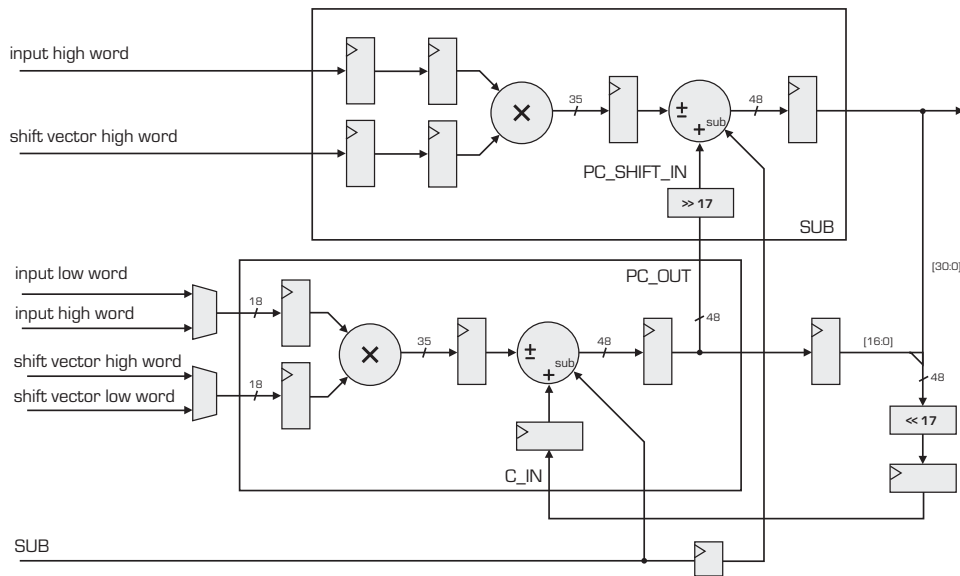 input high word
shift vector high word
×
35
±
+
sub
48
PC_SHIFT_IN
>> 17
SUB
input low word
input high word
shift vector high word
shift vector low word
18
18
×
35
±
+
sub
48
PC_OUT
48
C_IN
[16:0]
[30:0]
48
<< 17
SUB